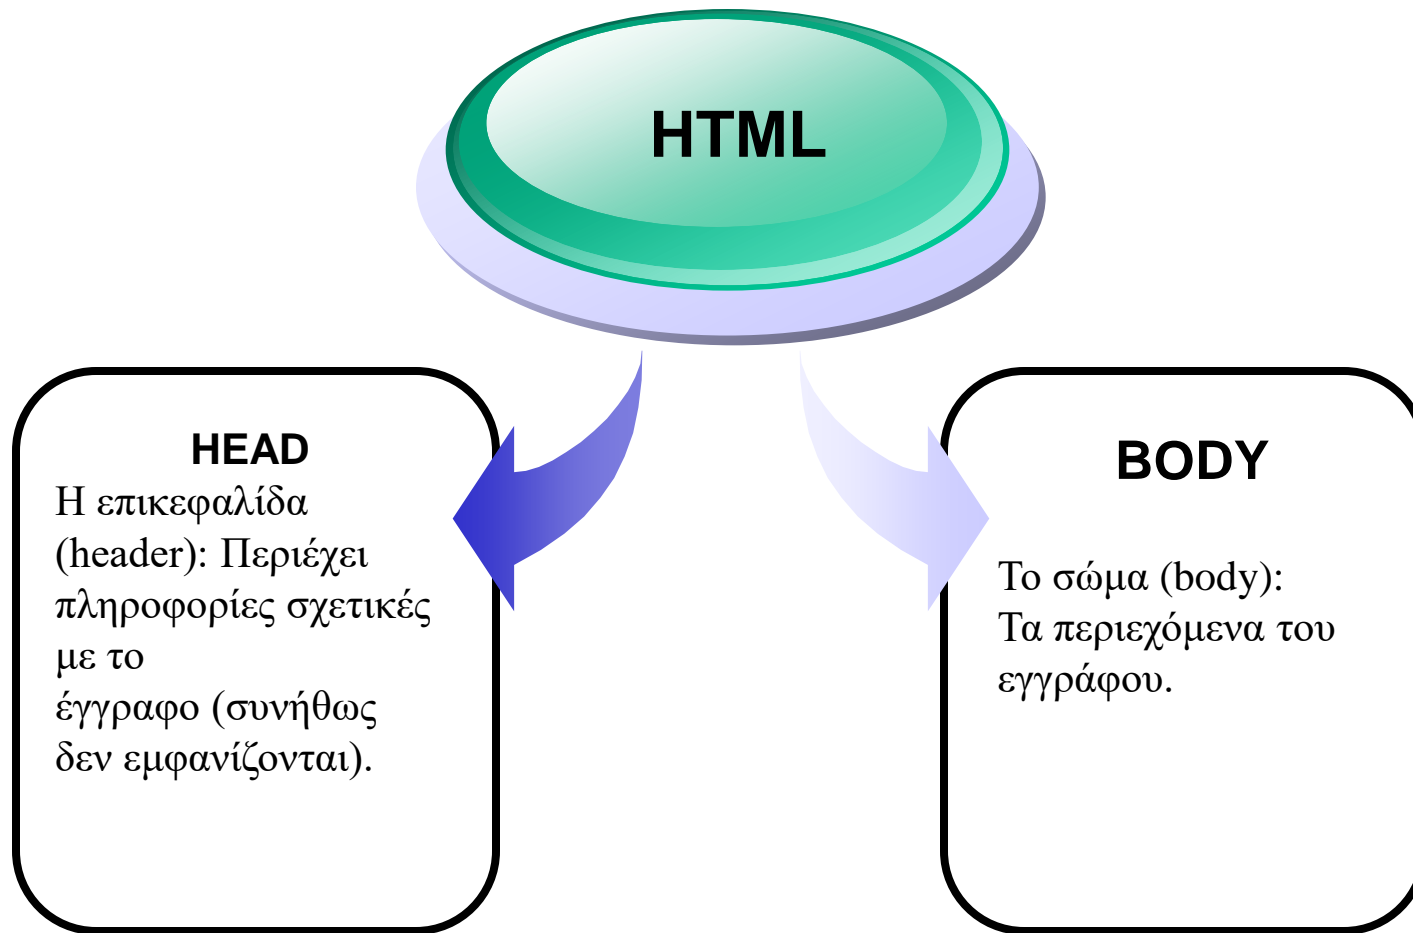 HTML
HEAD
Η επικεφαλίδα
(header): Περιέχει
πληροφορίες σχετικές
με το
έγγραφο (συνήθως
δεν εμφανίζονται).
BODY
Το σώμα (body):
Τα περιεχόμενα του
εγγράφου.